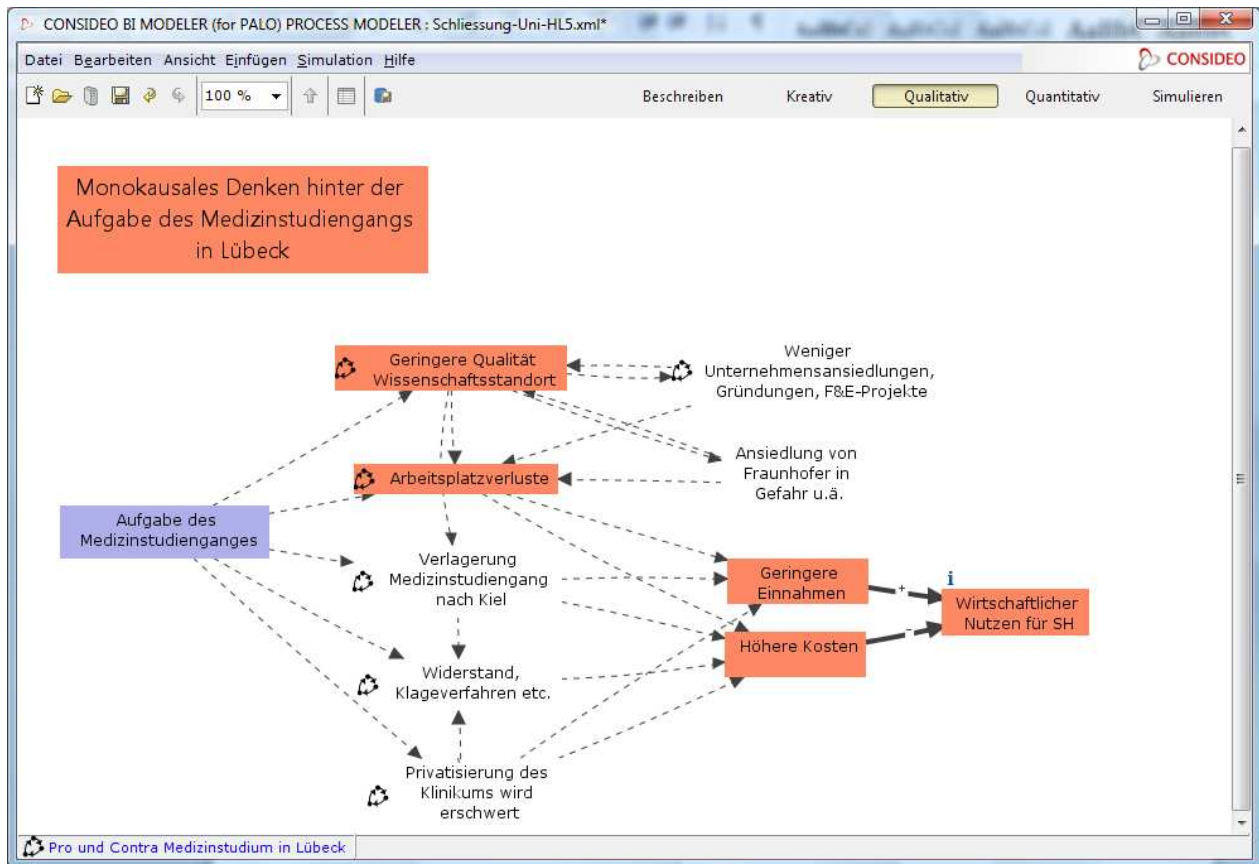 CONSIDEO BI MODELER (for PALO) PROCESS MODELER : Schliessung-Uni-HL5.xml*
Datei Bearbeiten Ansicht Einfügen Simulation Hilfe
CONSIDEO
100 %
Beschreiben Kreativ Qualitativ Quantitativ Simulieren
Monokausales Denken hinter der
Aufgabe des Medizinstudiengangs
in Lübeck
Geringere Qualität
Wissenschaftsstandort
Weniger
Unternehmensansiedlungen,
Gründungen, F&E-Projekte
Arbeitsplatzverluste
Ansiedlung von
Fraunhofer in
Gefahr u.ä.
Aufgabe des
Medizinstudienganges
Verlagerung
Medizinstudiengang
nach Kiel
Geringere
Einnahmen
+
i
Wirtschaftlicher
Nutzen für SH
-
Höhere Kosten
Widerstand,
Klageverfahren etc.
Privatisierung des
Klinikums wird
erschwert
Pro und Contra Medizinstudium in Lübeck